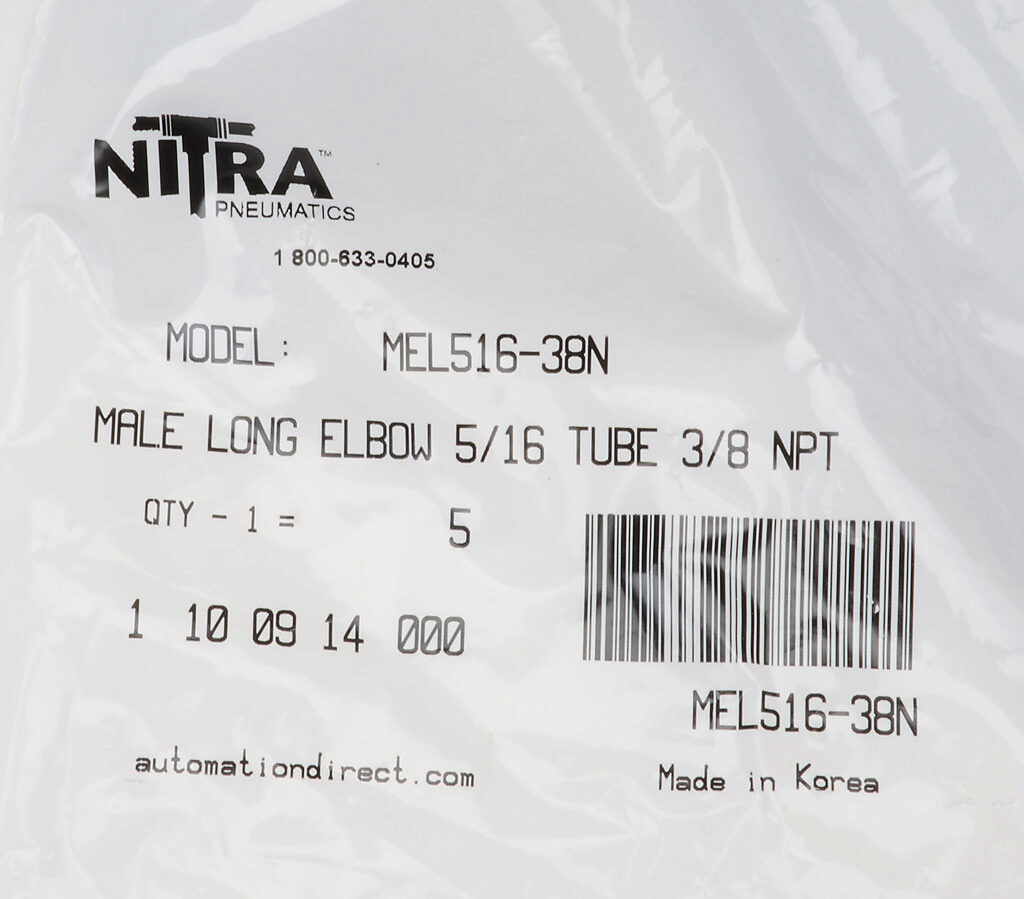 NITRA™
PNEUMATICS
1 800-633-0405
MODEL: MEL516-38N
MALE LONG ELBOW 5/16 TUBE 3/8 NPT
QTY - 1 = 5
1 10 09 14 000
MEL516-38N
automationdirect.com
Made in Korea